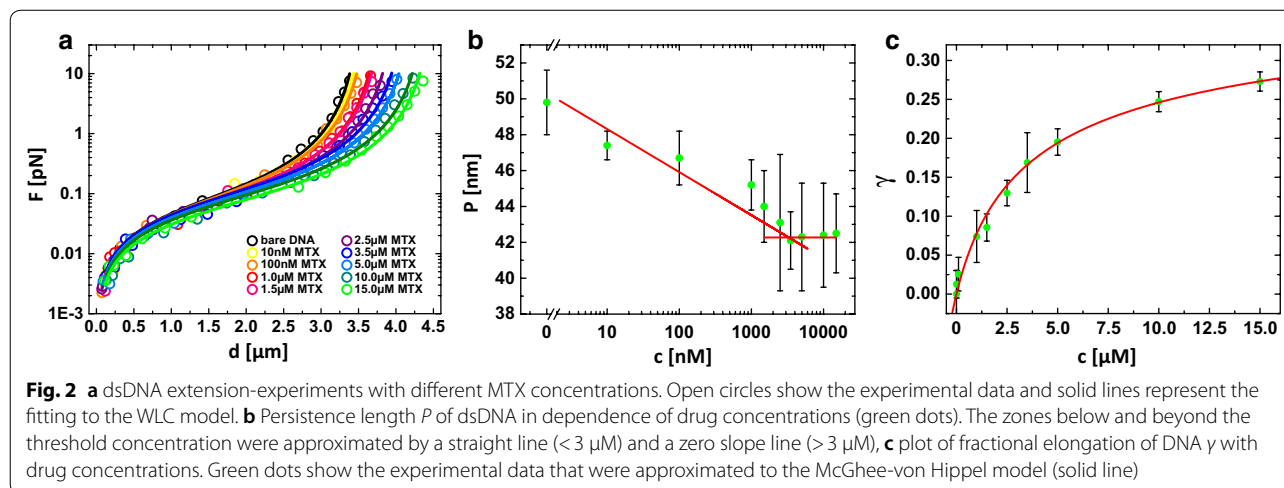 a
b
c
F [pN]
10
1
0.1
0.01
1E-3
bare DNA
10nM MTX
100nM MTX
1.0μM MTX
1.5μM MTX
2.5μM MTX
3.5μM MTX
5.0μM MTX
10.0μM MTX
15.0μM MTX
0.0 0.5 1.0 1.5 2.0 2.5 3.0 3.5 4.0 4.5
d [μm]
P [nm]
52
50
48
46
44
42
40
38
0 10 100 1000 10000
c [nM]
γ
0.30
0.25
0.20
0.15
0.10
0.05
0.00
0.0 2.5 5.0 7.5 10.0 12.5 15.0
c [μM]
Fig. 2 a dsDNA extension-experiments with different MTX concentrations. Open circles show the experimental data and solid lines represent the
fitting to the WLC model. b Persistence length P of dsDNA in dependence of drug concentrations (green dots). The zones below and beyond the
threshold concentration were approximated by a straight line (< 3 μM) and a zero slope line (> 3 μM), c plot of fractional elongation of DNA γ with
drug concentrations. Green dots show the experimental data that were approximated to the McGhee-von Hippel model (solid line)